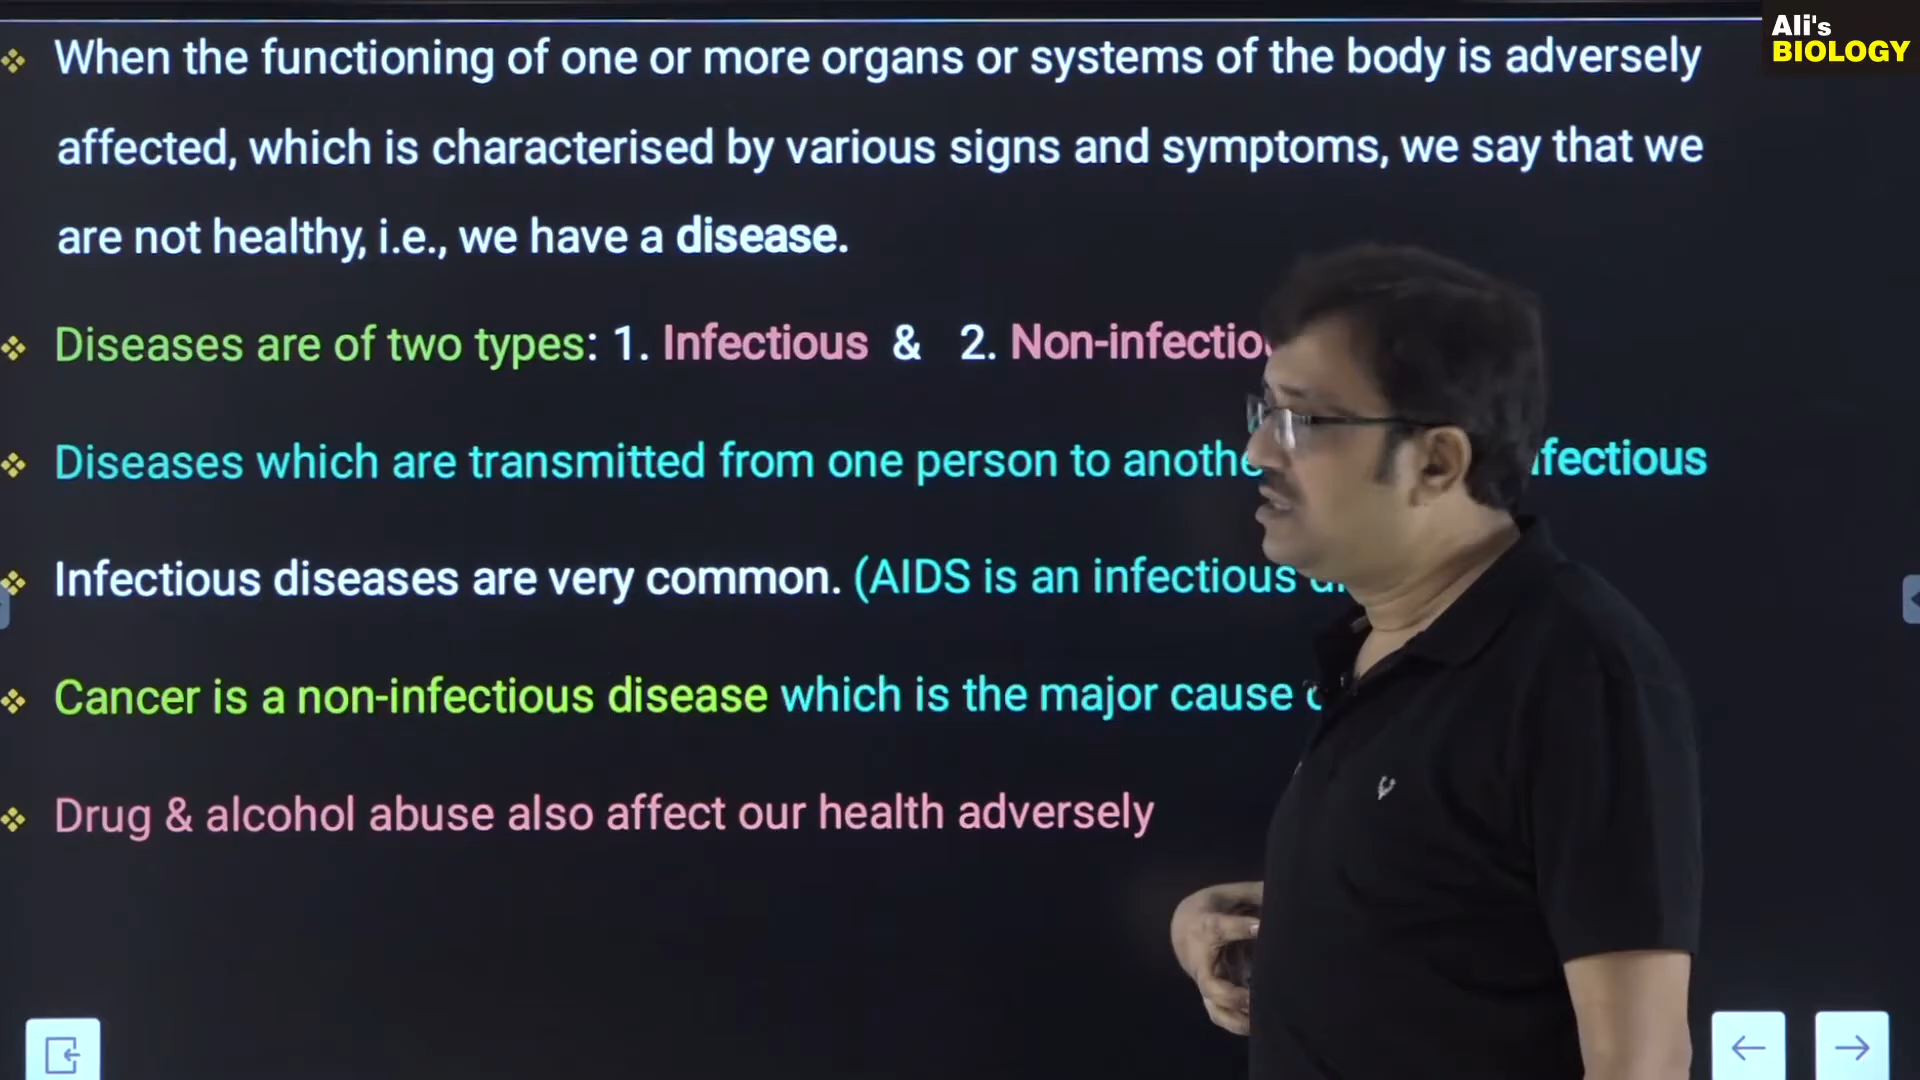 Ali's
BIOLOGY
When the functioning of one or more organs or systems of the body is adversely
affected, which is characterised by various signs and symptoms, we say that we
are not healthy, i.e., we have a disease.
Diseases are of two types: 1. Infectious & 2. Non-infectio
Diseases which are transmitted from one person to anothe fectious
Infectious diseases are very common. (AIDS is an infectious
Cancer is a non-infectious disease which is the major cause
Drug & alcohol abuse also affect our health adversely